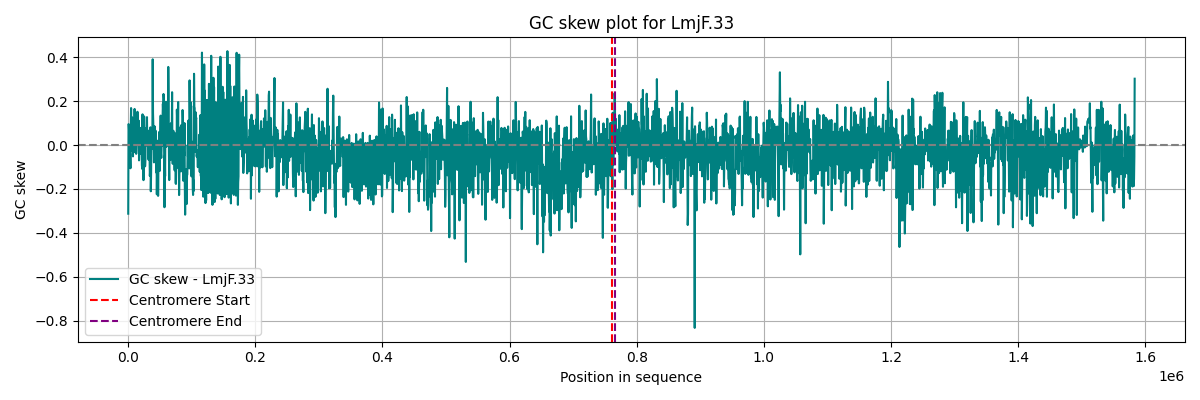 GC skew plot for LmjF.33
GC skew
0.4
0.2
0.0
−0.2
−0.4
−0.6
−0.8
GC skew - LmjF.33
Centromere Start
Centromere End
0.0 0.2 0.4 0.6 0.8 1.0 1.2 1.4 1.6
1e6
Position in sequence